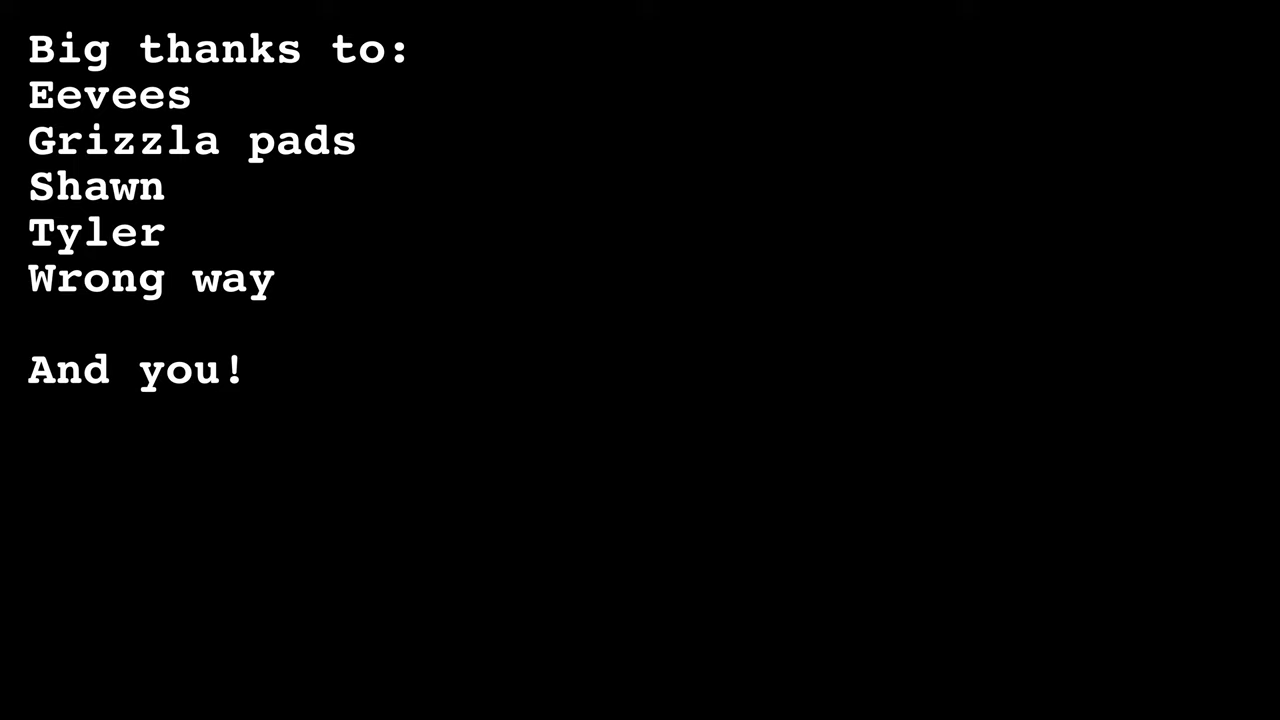 Big thanks to:
Eevees
Grizzla pads
Shawn
Tyler
Wrong way
And you!